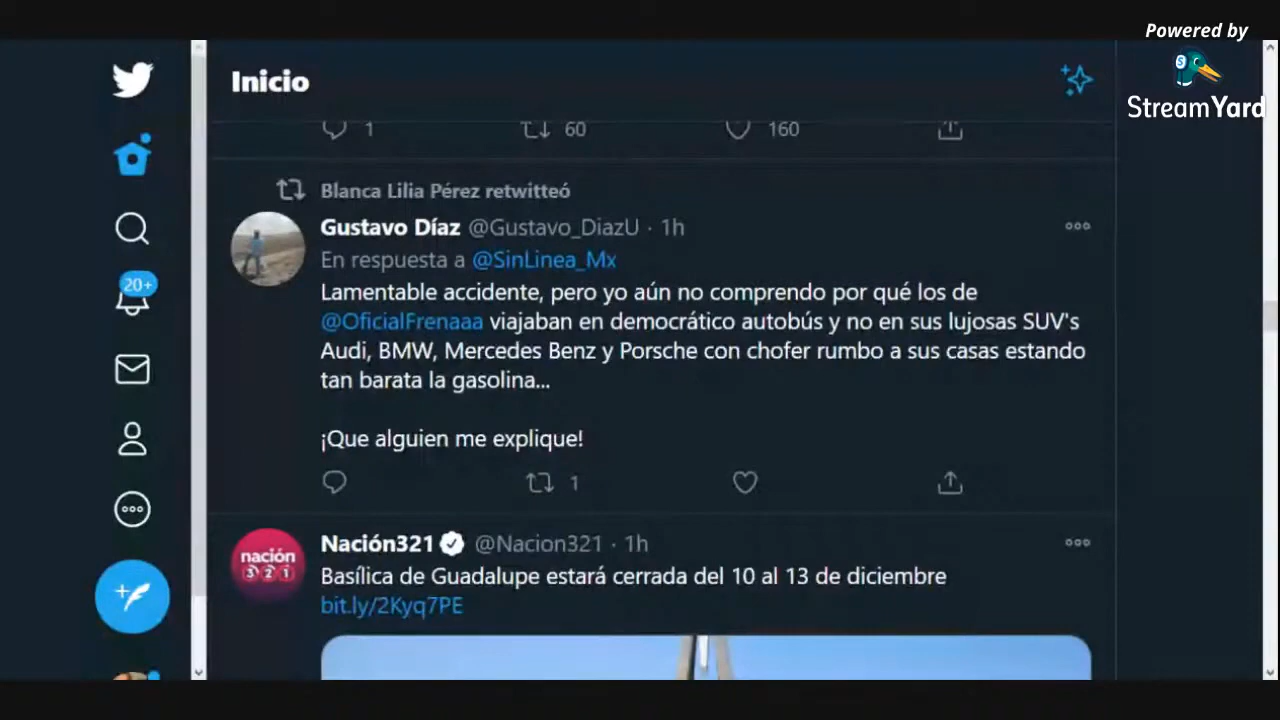 Powered by
StreamYard
Inicio
1 60 160
Blanca Lilia Pérez retwitteó
Gustavo Díaz @Gustavo_DiazU · 1h
En respuesta a @SinLinea_Mx
Lamentable accidente, pero yo aún no comprendo por qué los de
@OficialFrenaaa viajaban en democrático autobús y no en sus lujosas SUV's
Audi, BMW, Mercedes Benz y Porsche con chofer rumbo a sus casas estando
tan barata la gasolina...
¡Que alguien me explique!
20+
1
nación
321
Nación321 @Nacion321 · 1h
Basílica de Guadalupe estará cerrada del 10 al 13 de diciembre
bit.ly/2Kyq7PE